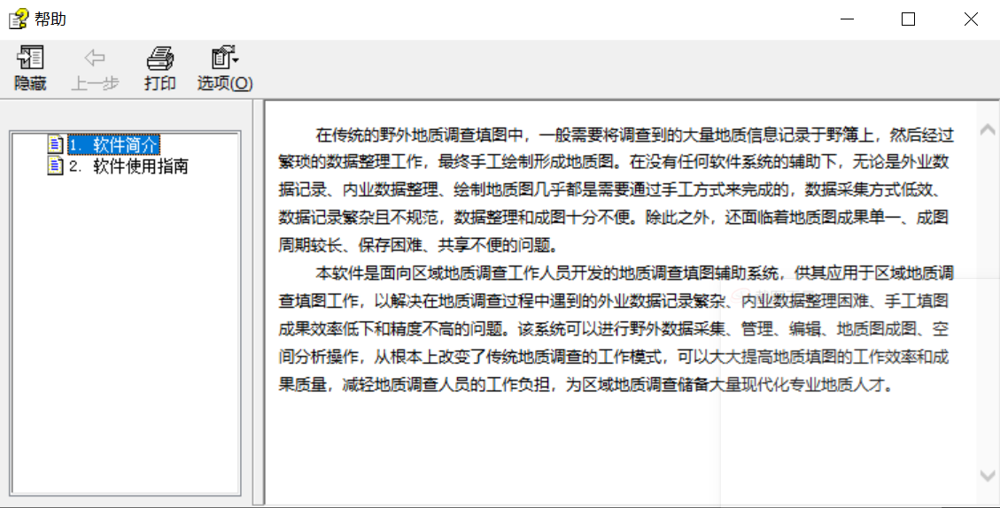 帮助
隐藏 上一步 打印 选项(O)
1. 软件简介
2. 软件使用指南
在传统的野外地质调查填图中，一般需要将调查到的大量地质信息记录于野簿上，然后经过
繁琐的数据整理工作，最终手工绘制形成地质图。在没有任何软件系统的辅助下，无论是外业数
据记录、内业数据整理、绘制地质图几乎都是需要通过手工方式来完成的，数据采集方式低效、
数据记录繁杂且不规范，数据整理和成图十分不便。除此之外，还面临着地质图成果单一、成图
周期较长、保存困难、共享不便的问题。
本软件是面向区域地质调查工作人员开发的地质调查填图辅助系统，供其应用于区域地质调
查填图工作，以解决在地质调查过程中遇到的外业数据记录繁杂、内业数据整理困难、手工填图
成果效率低下和精度不高的问题。该系统可以进行野外数据采集、管理、编辑、地质图成图、空
间分析操作，从根本上改变了传统地质调查的工作模式，可以大大提高地质填图的工作效率和成
果质量，减轻地质调查人员的工作负担，为区域地质调查储备大量现代化专业地质人才。